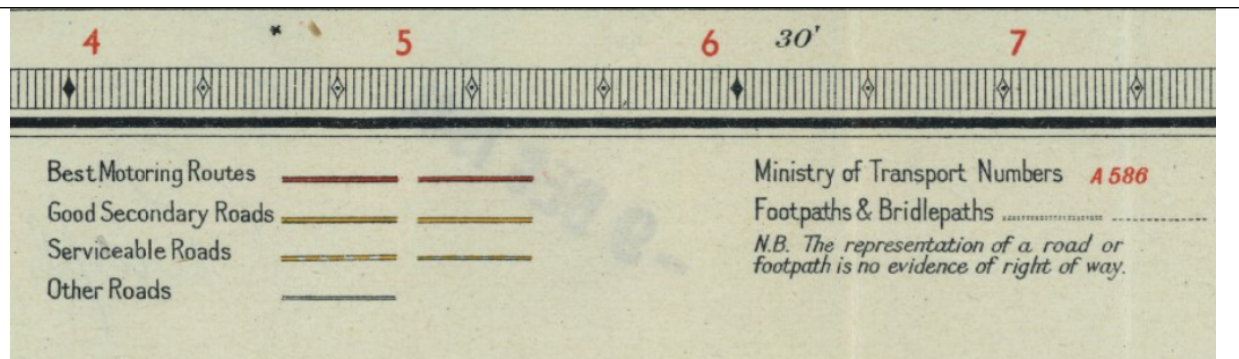 4 5 6 30' 7
Best Motoring Routes
Good Secondary Roads
Serviceable Roads
Other Roads
Ministry of Transport Numbers A 586
Footpaths & Bridlepaths
N.B. The representation of a road or
footpath is no evidence of right of way.